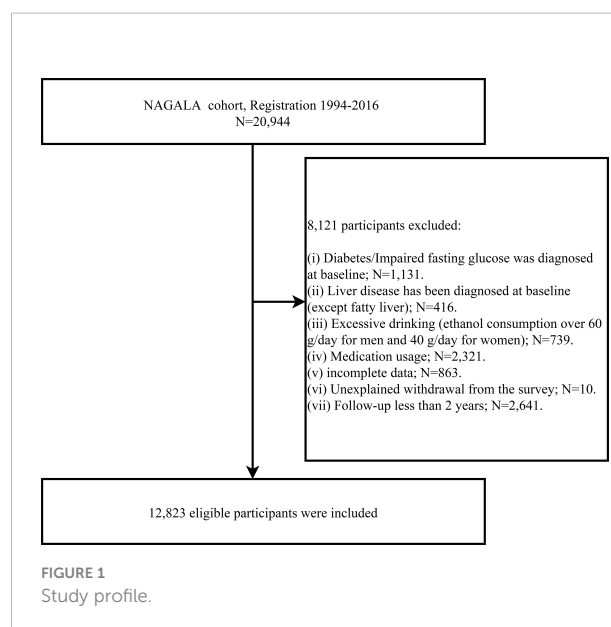 NAGALA cohort, Registration 1994-2016
N=20,944
8,121 participants excluded:
(i) Diabetes/Impaired fasting glucose was diagnosed
at baseline; N=1,131.
(ii) Liver disease has been diagnosed at baseline
(except fatty liver); N=416.
(iii) Excessive drinking (ethanol consumption over 60
g/day for men and 40 g/day for women); N=739.
(iv) Medication usage; N=2,321.
(v) incomplete data; N=863.
(vi) Unexplained withdrawal from the survey; N=10.
(vii) Follow-up less than 2 years; N=2,641.
12,823 eligible participants were included
FIGURE 1
Study profile.